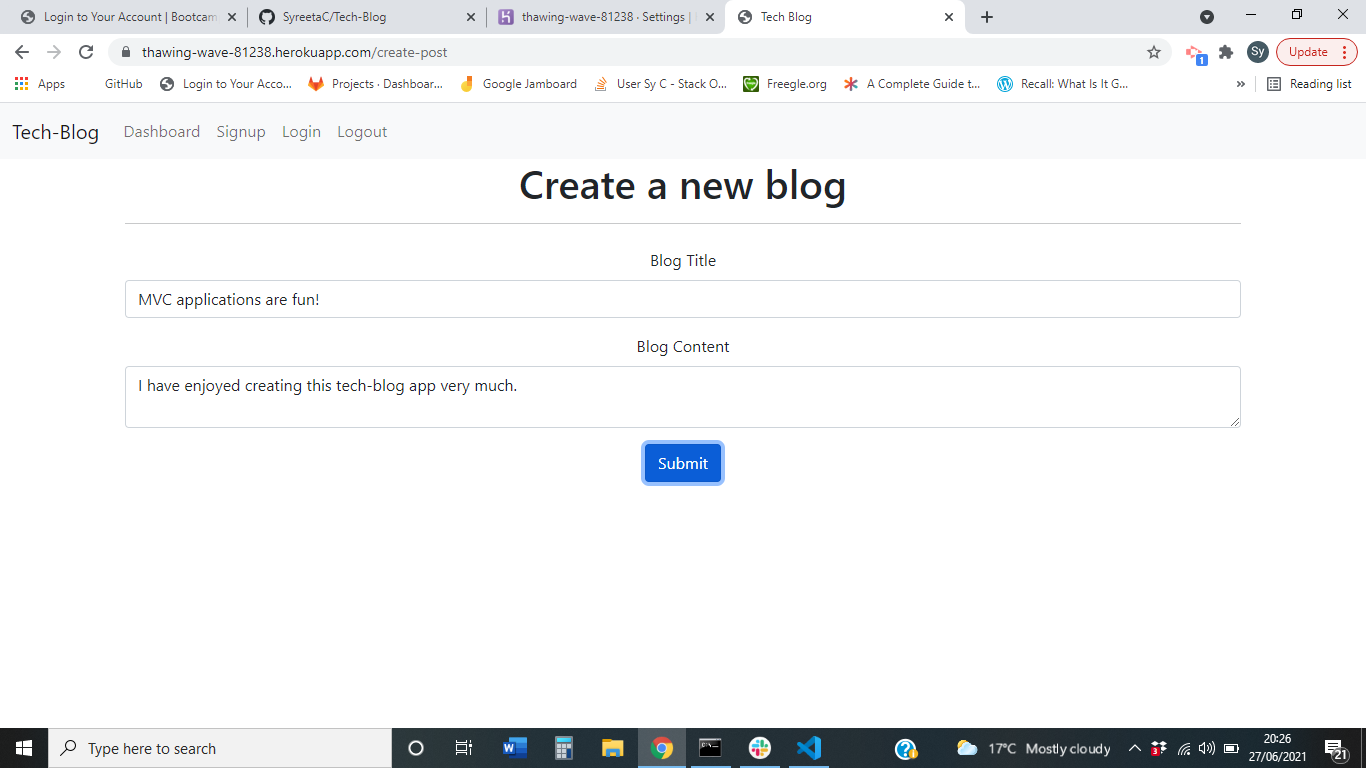 Login to Your Account | Bootcam
SyreetaC/Tech-Blog
thawing-wave-81238 · Settings |
Tech Blog
thawing-wave-81238.herokuapp.com/create-post
Sy
Update
1
Apps
GitHub
Login to Your Acco...
Projects · Dashboar...
Google Jamboard
User Sy C - Stack O...
Freegle.org
A Complete Guide t...
Recall: What Is It G...
»
Reading list
Tech-Blog
Dashboard
Signup
Login
Logout
Create a new blog
Blog Title
MVC applications are fun!
Blog Content
I have enjoyed creating this tech-blog app very much.
Submit
Type here to search
17°C Mostly cloudy
3
20:26
27/06/2021
21